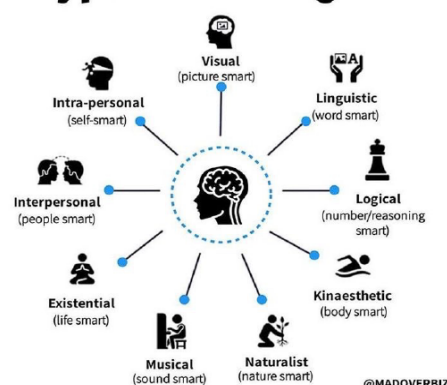 Visual
(picture smart)
Linguistic
(word smart)
Logical
(number/reasoning
smart)
Kinaesthetic
(body smart)
Naturalist
(nature smart)
Musical
(sound smart)
Existential
(life smart)
Interpersonal
(people smart)
Intra-personal
(self-smart)
A